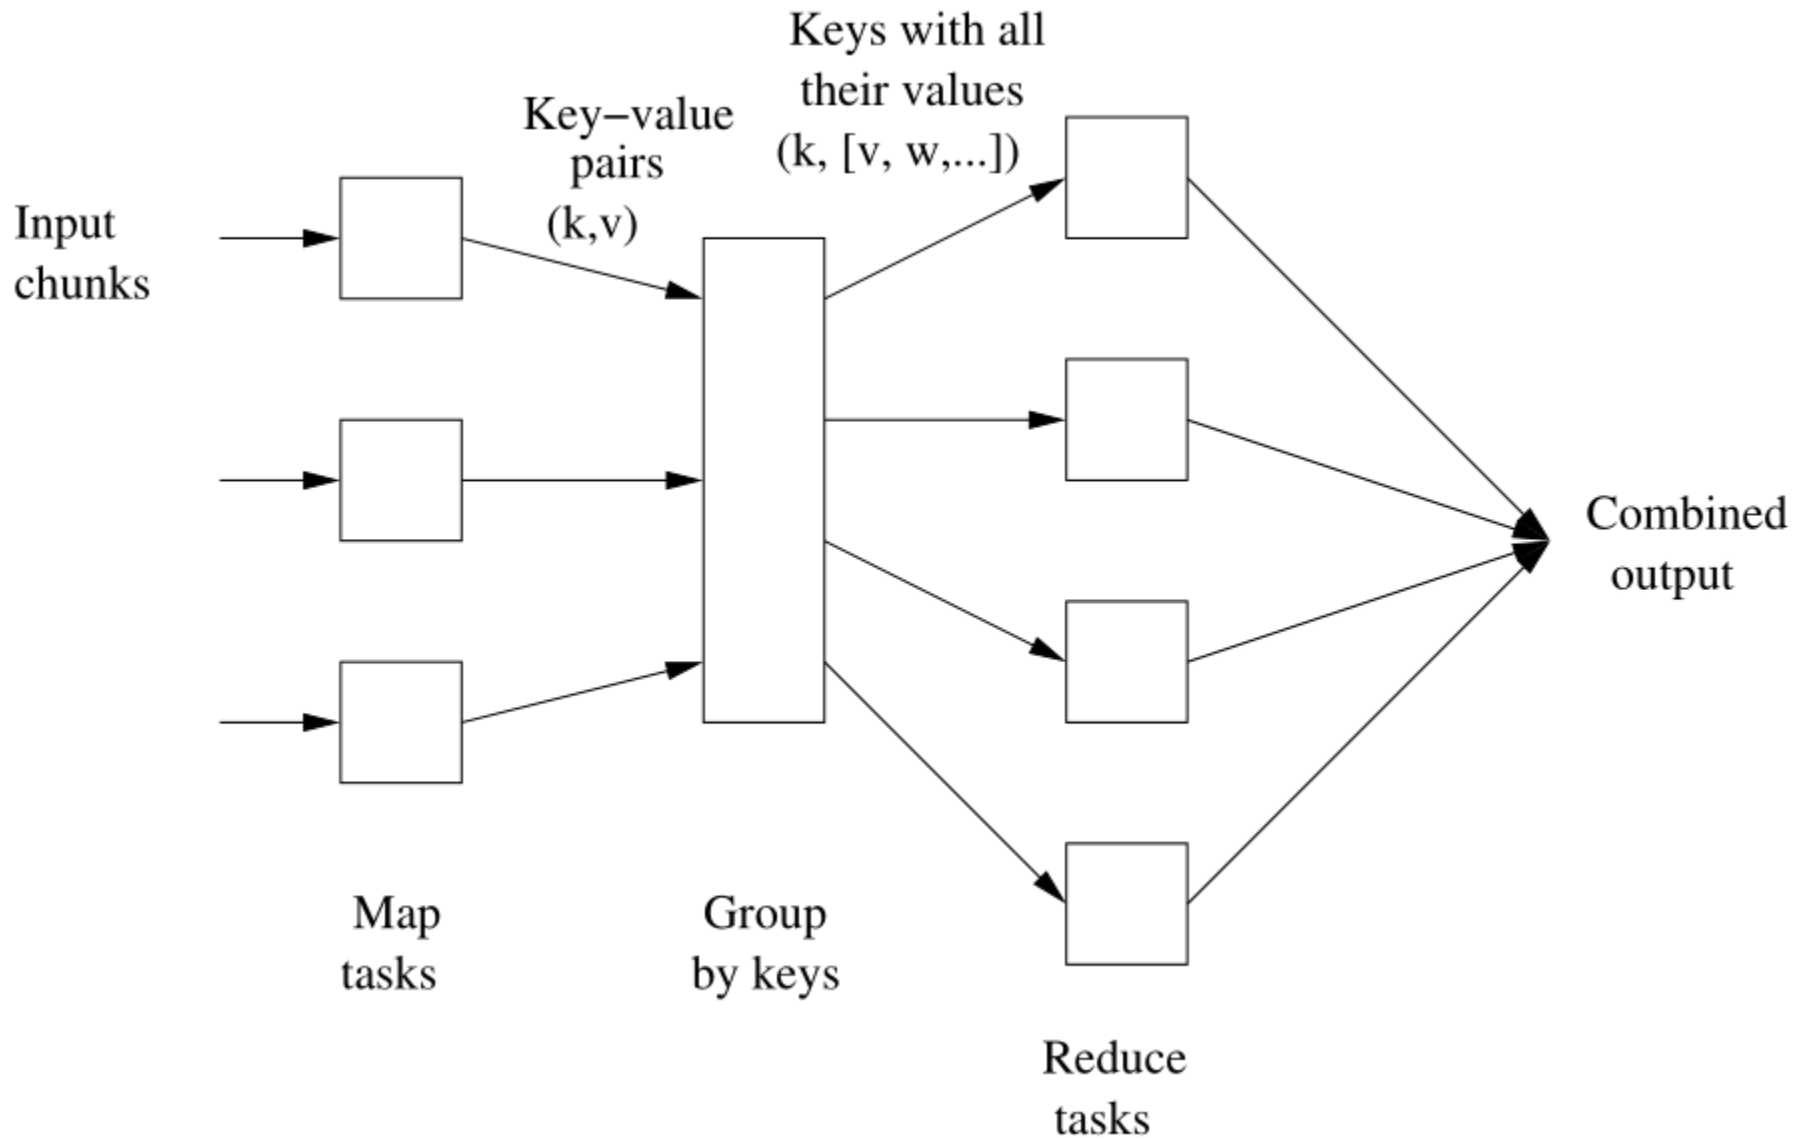 Keys with all
their values
(k, [v, w,...])
Key−value
pairs
(k,v)
Input
chunks
Combined
output
Map
tasks
Group
by keys
Reduce
tasks